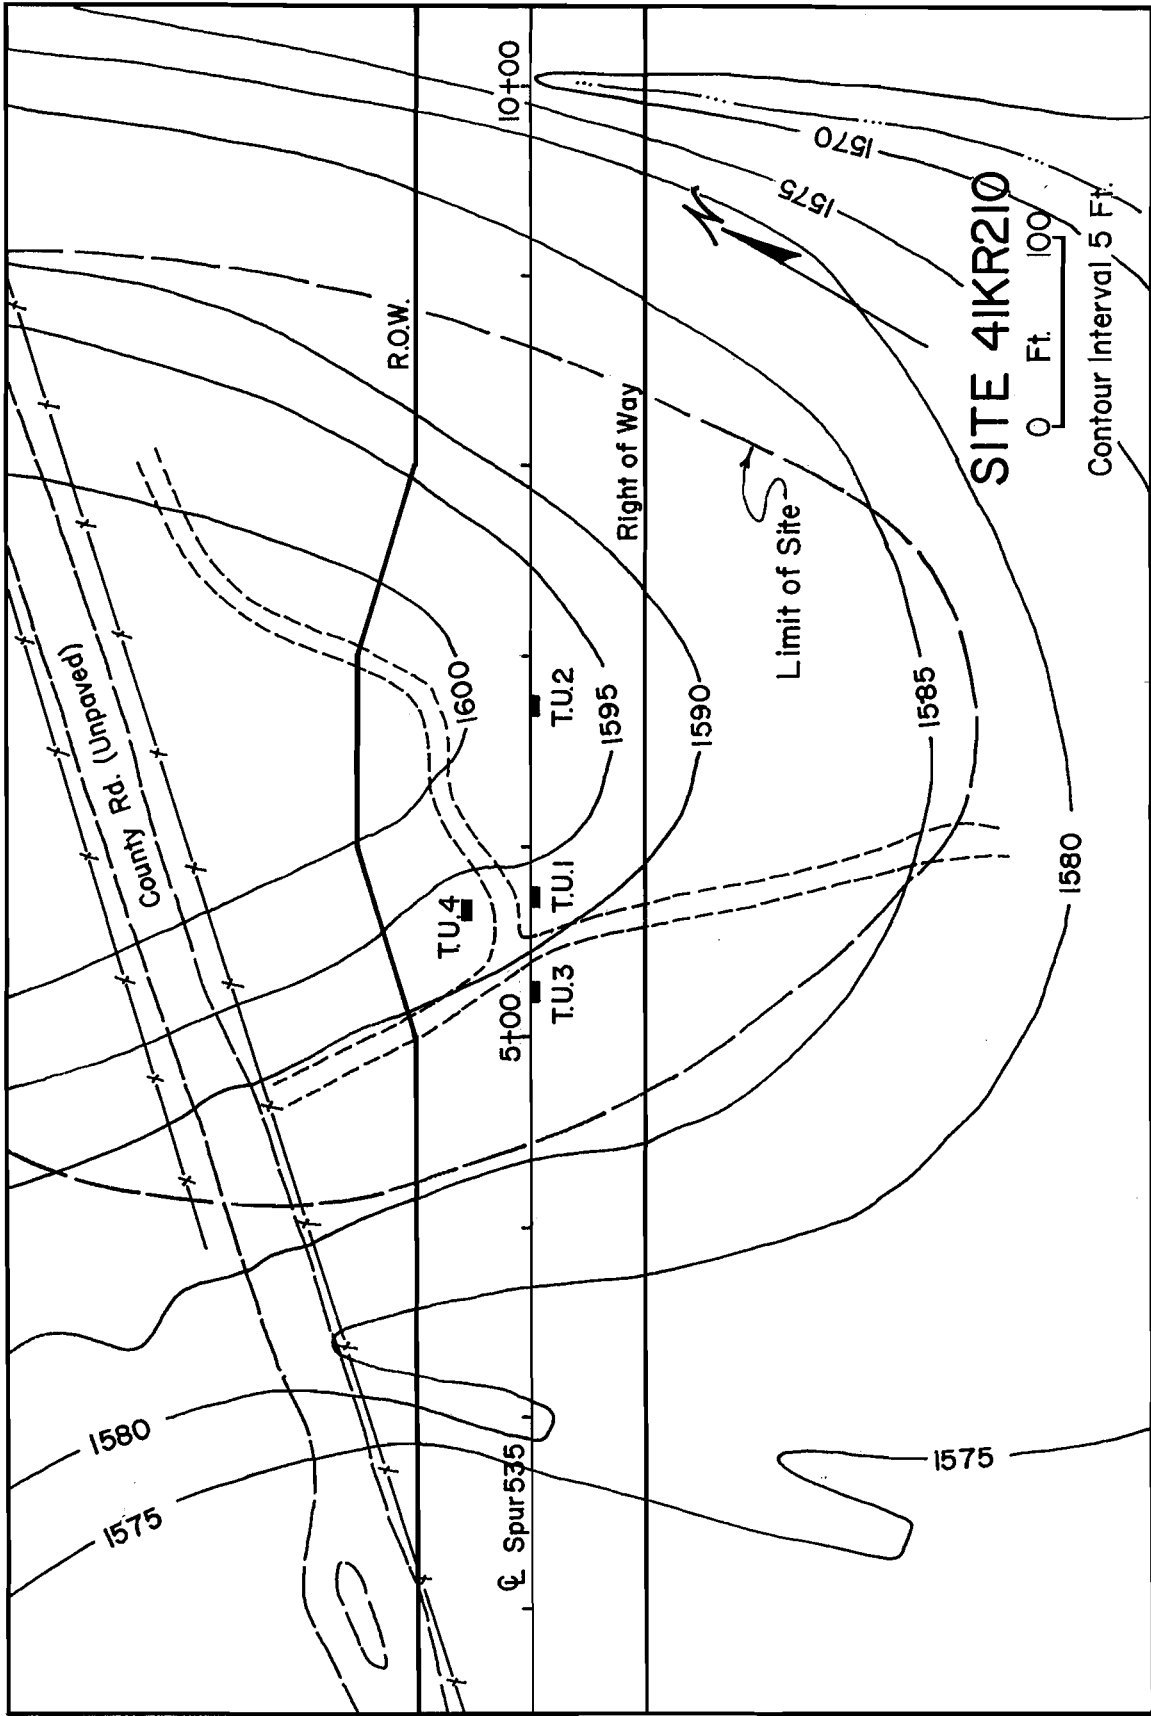 10+00
R.O.W.
1570
1575
N
SITE 41KR210
0 Ft. 100
Contour Interval 5 Ft.
Right of Way
Limit of Site
County Rd. (Unpaved)
1600
T.U.2
1595
1590
1585
T.U.4
T.U.1
T.U.3
5+00
1580
1580
1575
℄ Spur 535
1575